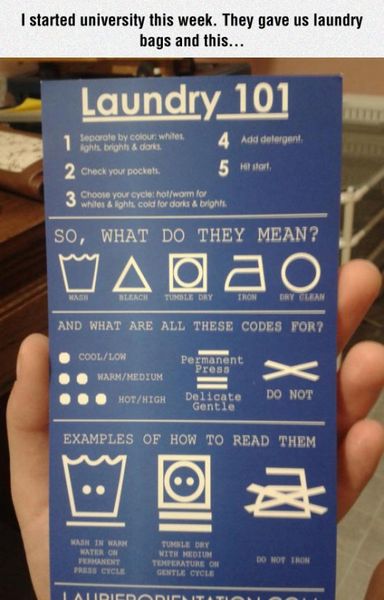 I started university this week. They gave us laundry
bags and this...
Laundry 101
1 Separate by colour: whites,
lights, brights & darks.
2 Check your pockets.
3 Choose your cycle: hot/warm for
whites & lights, cold for darks & brights.
4 Add detergent.
5 Hit start.
SO, WHAT DO THEY MEAN?
WASH BLEACH TUMBLE DRY IRON DRY CLEAN
AND WHAT ARE ALL THESE CODES FOR?
COOL/LOW
WARM/MEDIUM
HOT/HIGH
Permanent
Press
Delicate
Gentle
DO NOT
EXAMPLES OF HOW TO READ THEM
WASH IN WARM
WATER ON
PERMANENT
PRESS CYCLE
TUMBLE DRY
WITH MEDIUM
TEMPERATURE ON
GENTLE CYCLE
DO NOT IRON
LAURIERORIENTATION.COM